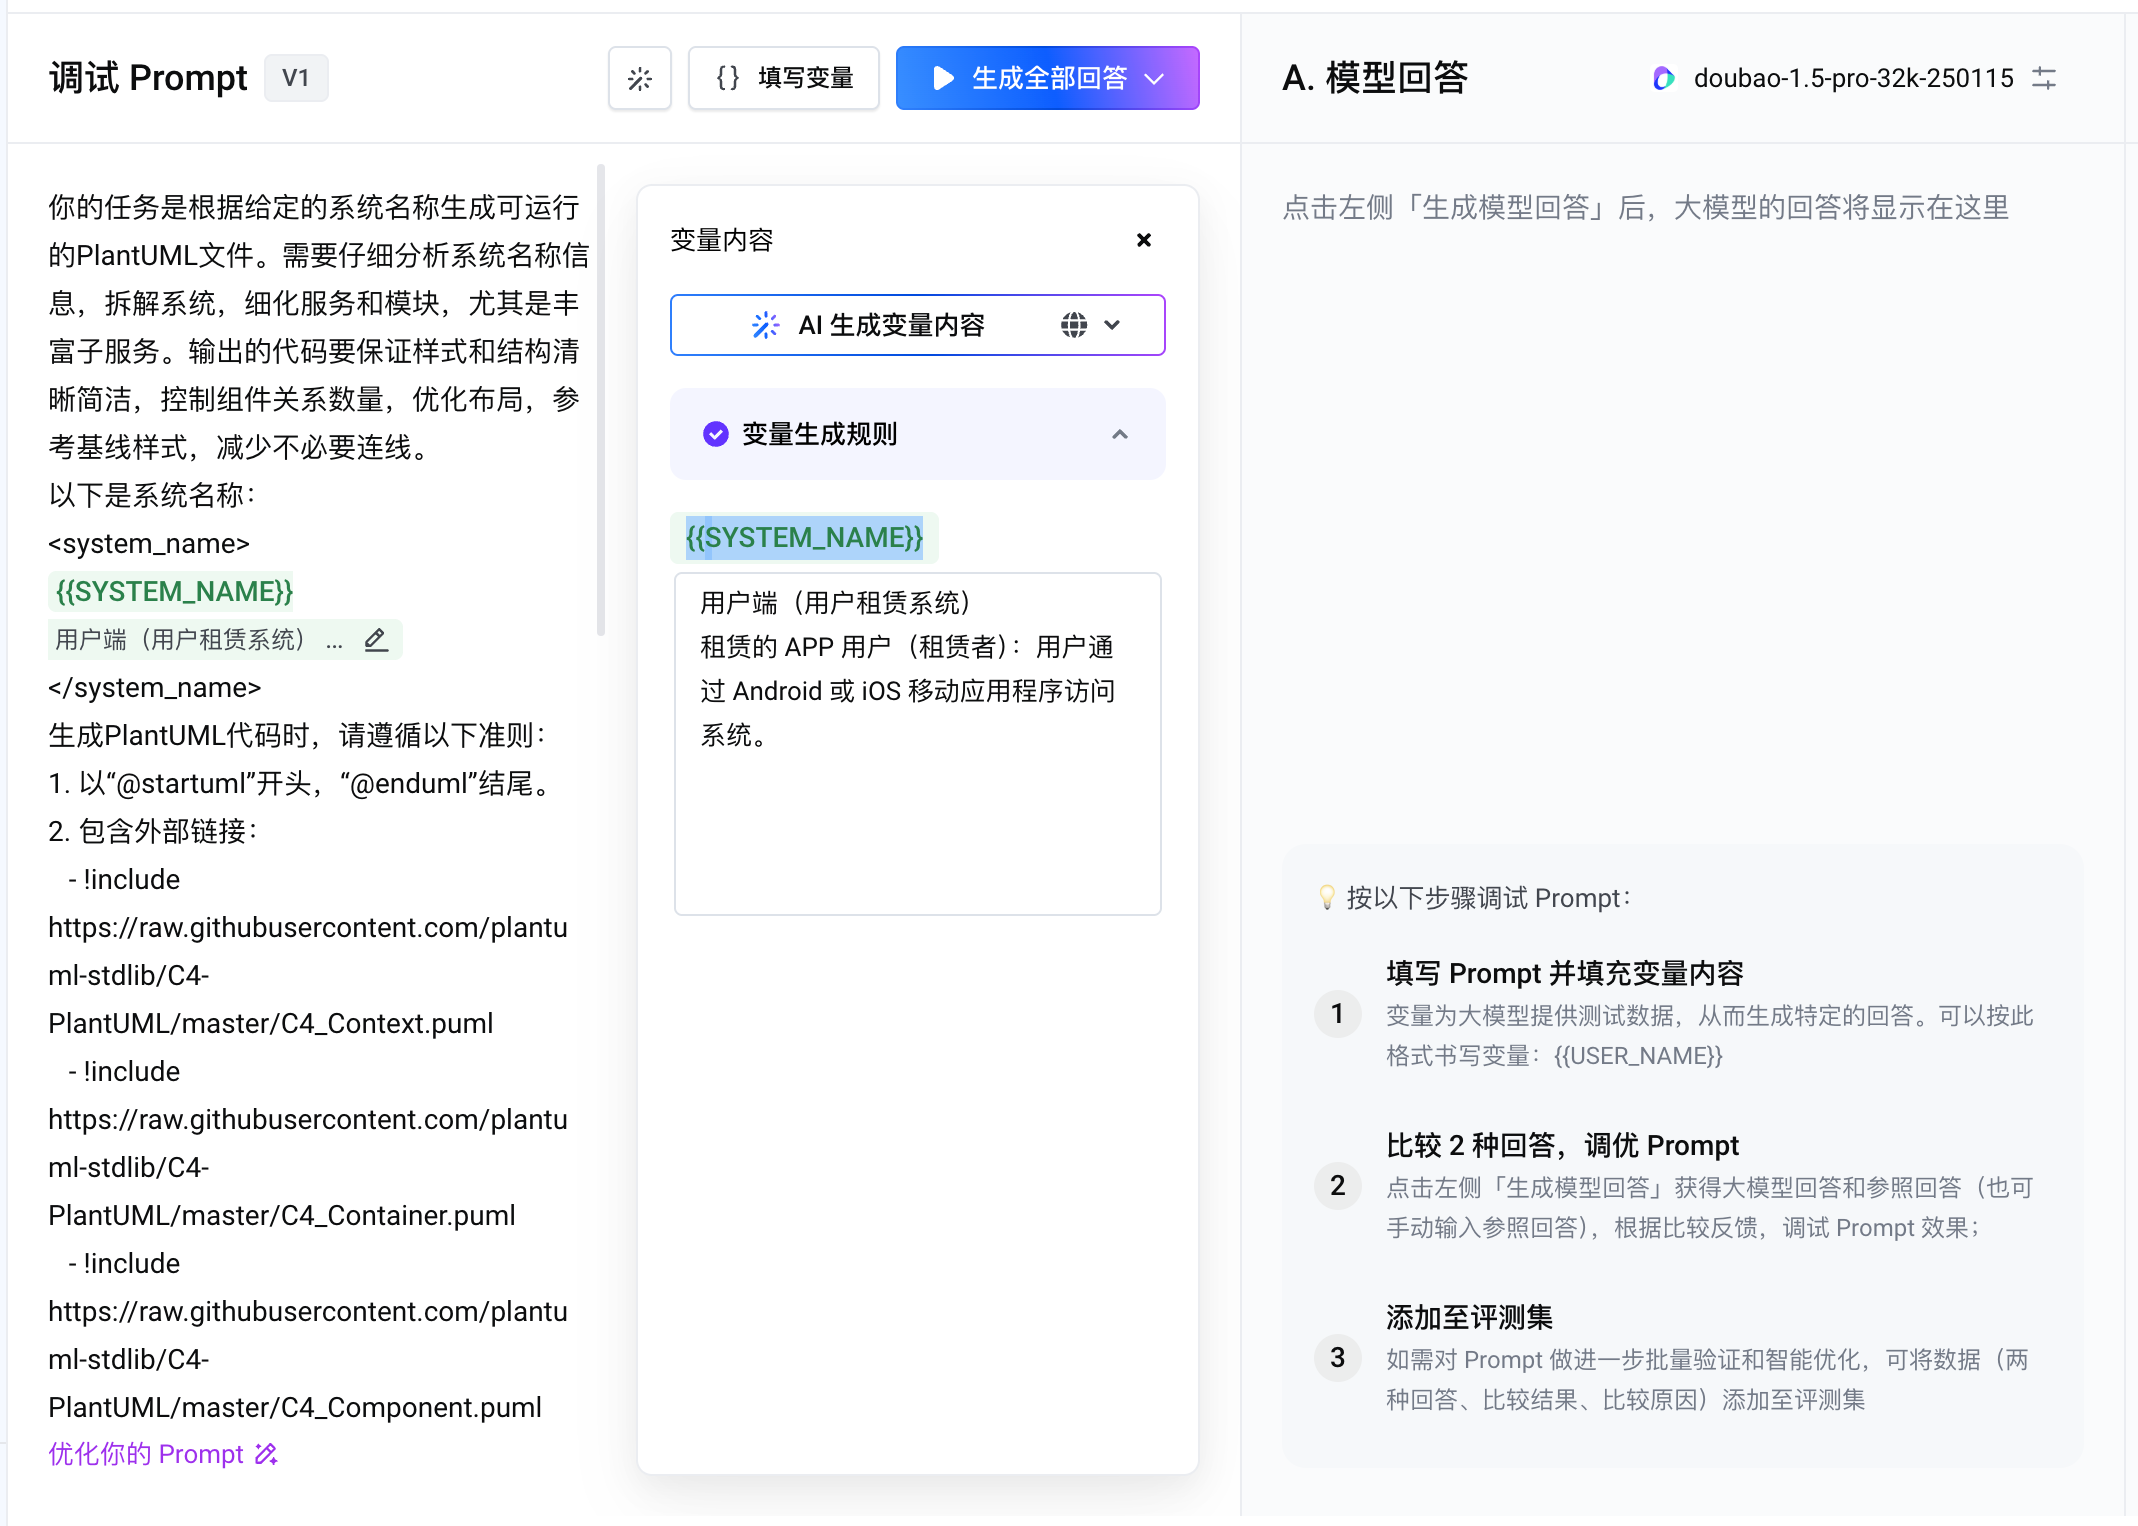 调试 Prompt V1
{} 填写变量
生成全部回答
A. 模型回答
doubao-1.5-pro-32k-250115
你的任务是根据给定的系统名称生成可运行
的PlantUML文件。需要仔细分析系统名称信
息，拆解系统，细化服务和模块，尤其是丰
富子服务。输出的代码要保证样式和结构清
晰简洁，控制组件关系数量，优化布局，参
考基线样式，减少不必要连线。
以下是系统名称：
<system_name>
{{SYSTEM_NAME}}
用户端（用户租赁系统） ...
</system_name>
生成PlantUML代码时，请遵循以下准则：
1. 以“@startuml”开头，“@enduml”结尾。
2. 包含外部链接：
- !include
https://raw.githubusercontent.com/plantu
ml-stdlib/C4-
PlantUML/master/C4_Context.puml
- !include
https://raw.githubusercontent.com/plantu
ml-stdlib/C4-
PlantUML/master/C4_Container.puml
- !include
https://raw.githubusercontent.com/plantu
ml-stdlib/C4-
PlantUML/master/C4_Component.puml
优化你的 Prompt
变量内容
AI 生成变量内容
变量生成规则
{{SYSTEM_NAME}}
用户端（用户租赁系统）
租赁的 APP 用户（租赁者）：用户通
过 Android 或 iOS 移动应用程序访问
系统。
点击左侧「生成模型回答」后，大模型的回答将显示在这里
按以下步骤调试 Prompt：
1
填写 Prompt 并填充变量内容
变量为大模型提供测试数据，从而生成特定的回答。可以按此
格式书写变量：{{USER_NAME}}
2
比较 2 种回答，调优 Prompt
点击左侧「生成模型回答」获得大模型回答和参照回答（也可
手动输入参照回答），根据比较反馈，调试 Prompt 效果；
3
添加至评测集
如需对 Prompt 做进一步批量验证和智能优化，可将数据（两
种回答、比较结果、比较原因）添加至评测集